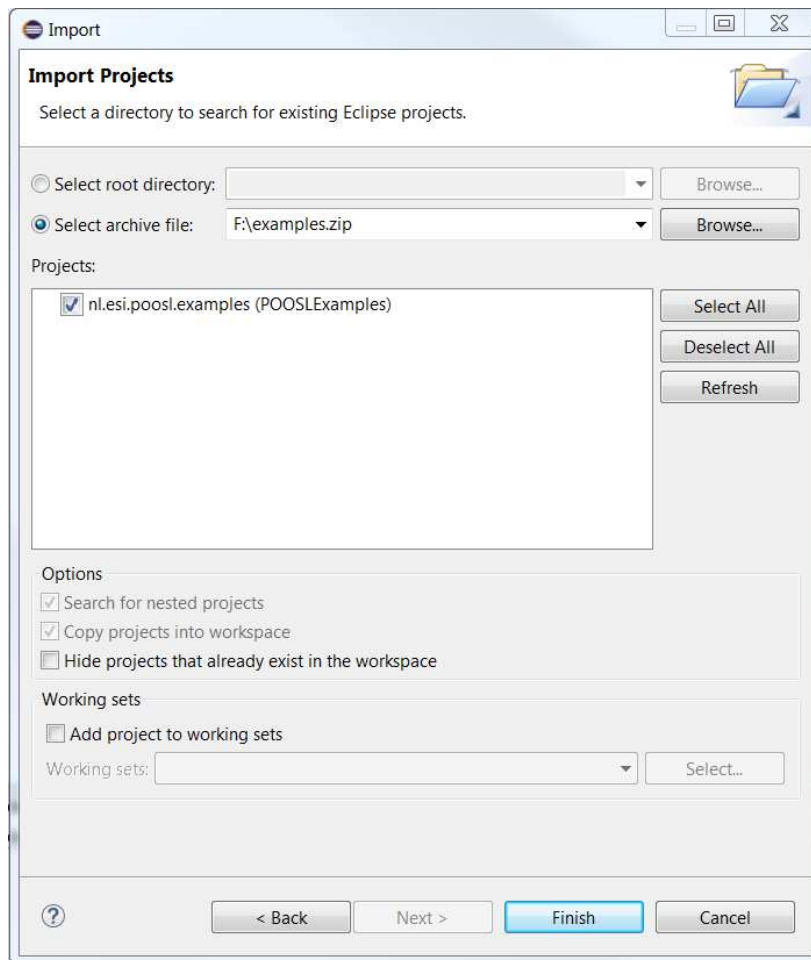 Import
Import Projects
Select a directory to search for existing Eclipse projects.
Select root directory: Browse...
Select archive file: F:\examples.zip Browse...
Projects:
nl.esi.poosl.examples (POOSLExamples)
Select All
Deselect All
Refresh
Options
Search for nested projects
Copy projects into workspace
Hide projects that already exist in the workspace
Working sets
Add project to working sets
Working sets: Select...
? < Back Next > Finish Cancel